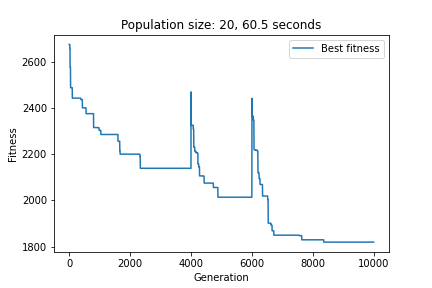 Population size: 20, 60.5 seconds
Best fitness
Fitness
2600
2400
2200
2000
1800
0 2000 4000 6000 8000 10000
Generation